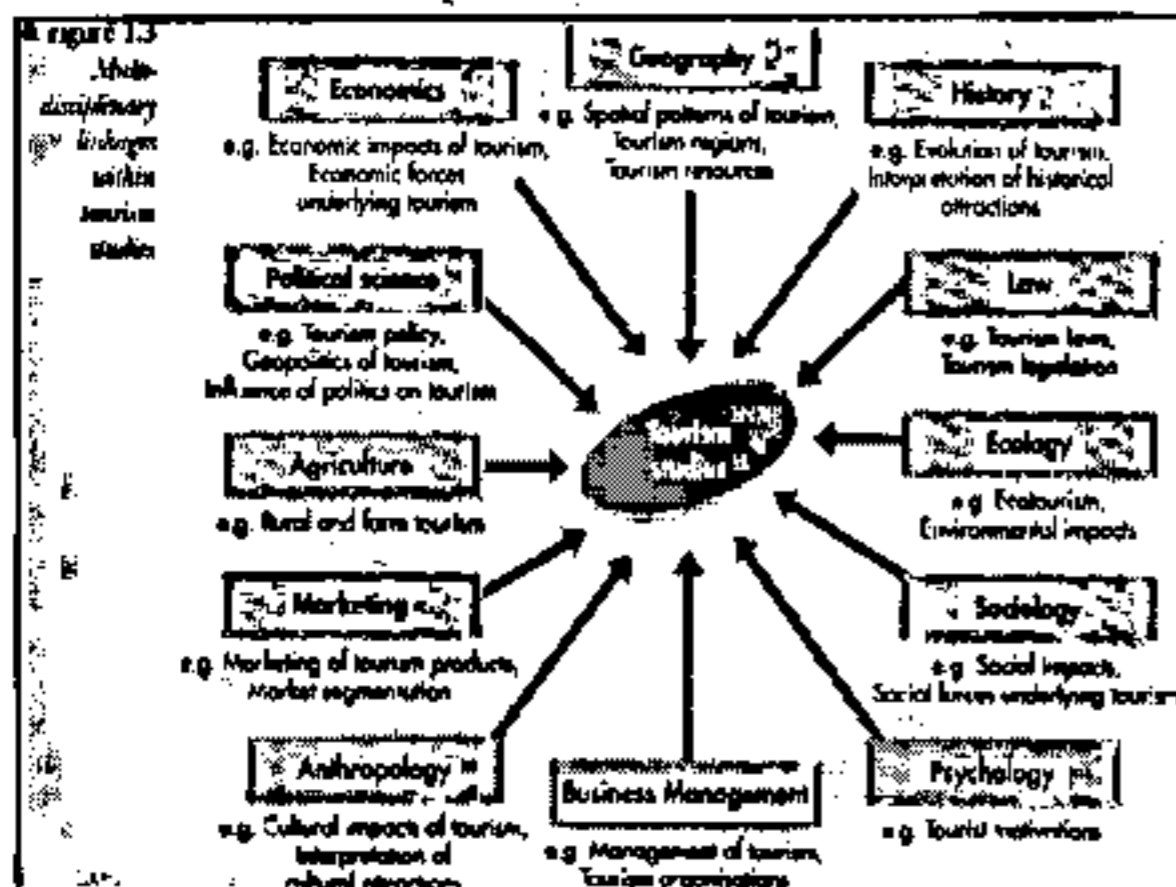 Figure 1.3
disciplinary
linkages
within
tourism
studies
Economics
e.g. Economic impacts of tourism,
Economic forces
underlying tourism
Geography
e.g. Spatial patterns of tourism,
Tourism regions,
Tourism resources
History
e.g. Evolution of tourism,
Interpretation of historical
attractions
Political science
e.g. Tourism policy,
Geopolitics of tourism,
Influence of politics on tourism
Law
e.g. Tourism laws,
Tourism legislation
Agriculture
e.g. Rural and farm tourism
Tourism
studies
Ecology
e.g. Ecotourism,
Environmental impacts
Marketing
e.g. Marketing of tourism products,
Market segmentation
Sociology
e.g. Social impacts,
Social forces underlying tourism
Anthropology
e.g. Cultural impacts of tourism,
Interpretation of
cultural attractions
Business Management
e.g. Management of tourism,
Tourism organisations
Psychology
e.g. Tourist motivations